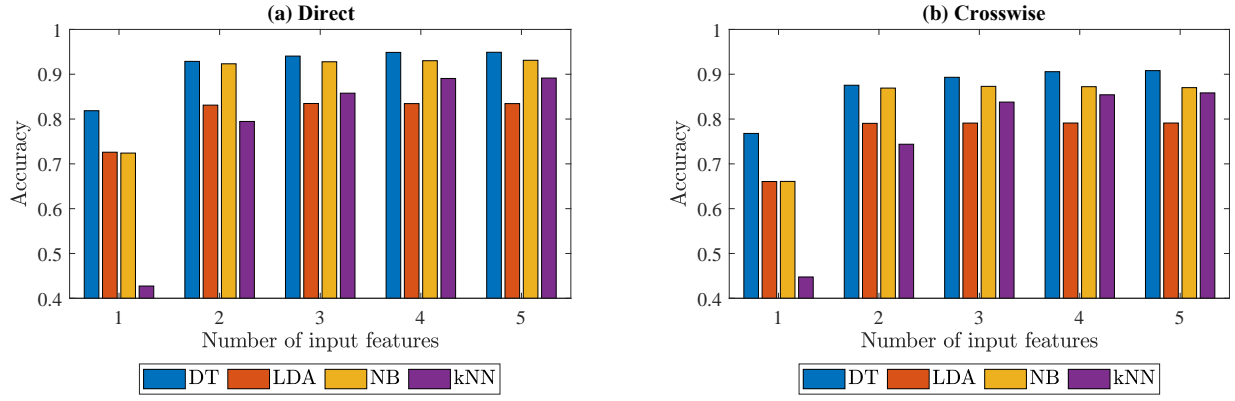 (a) Direct
1
0.9
0.8
0.7
0.6
0.5
0.4
Accuracy
1 2 3 4 5
Number of input features
DT LDA NB kNN
(b) Crosswise
1
0.9
0.8
0.7
0.6
0.5
0.4
Accuracy
1 2 3 4 5
Number of input features
DT LDA NB kNN